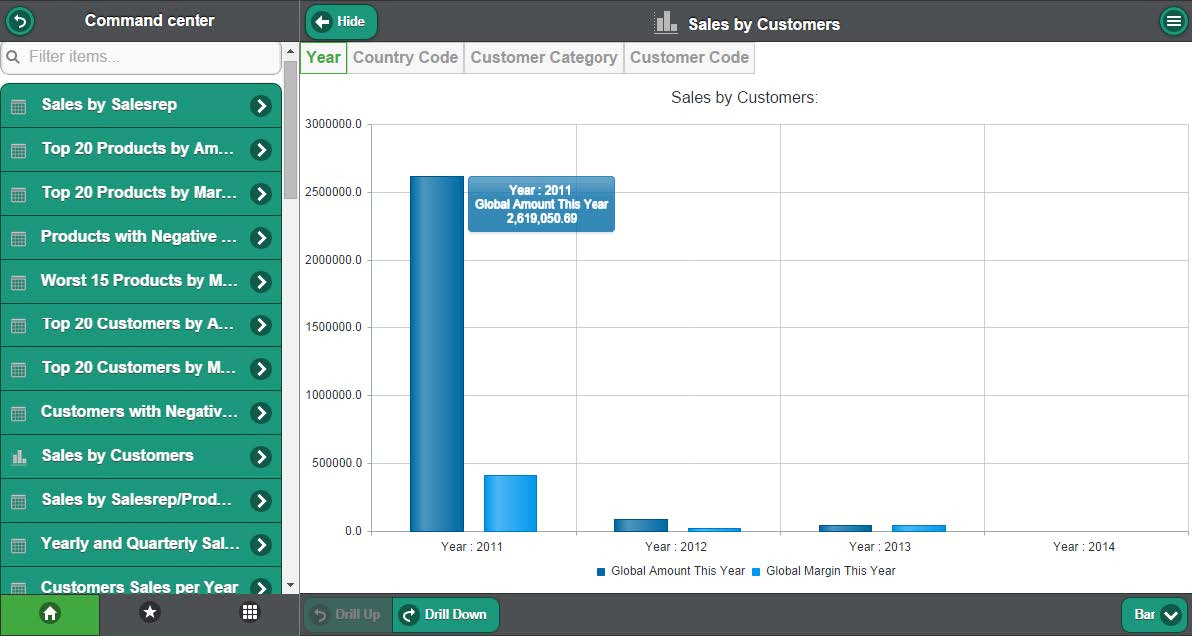 Command center
Filter items...
Sales by Salesrep
Top 20 Products by Am...
Top 20 Products by Mar...
Products with Negative ...
Worst 15 Products by M...
Top 20 Customers by A...
Top 20 Customers by M...
Customers with Negativ...
Sales by Customers
Sales by Salesrep/Prod...
Yearly and Quarterly Sal...
Customers Sales per Year
Hide
Sales by Customers
Year Country Code Customer Category Customer Code
Sales by Customers:
3000000.0
2500000.0
2000000.0
1500000.0
1000000.0
500000.0
0.0
Year : 2011
Global Amount This Year
2,619,050.69
Year : 2011 Year : 2012 Year : 2013 Year : 2014
Global Amount This Year Global Margin This Year
Drill Up Drill Down Bar